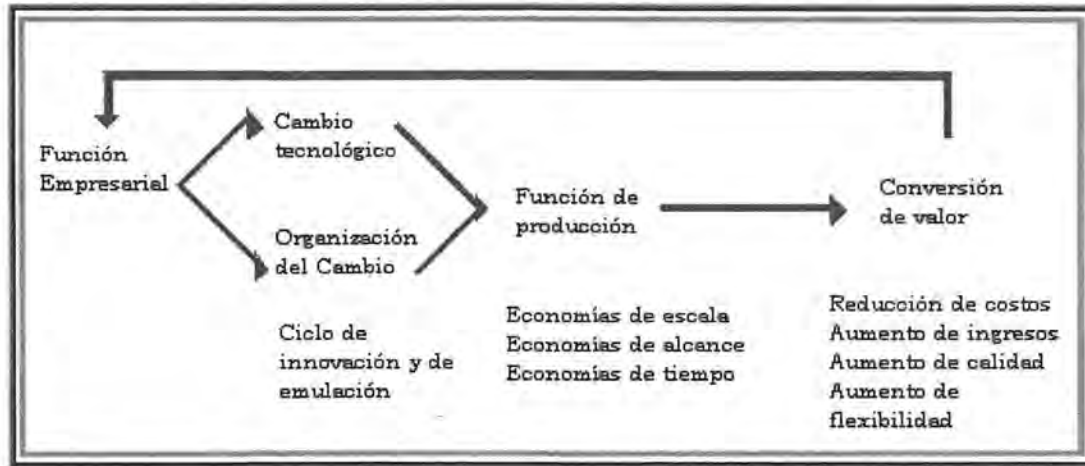 Función
Empresarial
Cambio
tecnológico
Organización
del Cambio
Ciclo de
innovación y de
emulación
Función de
producción
Economías de escala
Economías de alcance
Economías de tiempo
Conversión
de valor
Reducción de costos
Aumento de ingresos
Aumento de calidad
Aumento de
flexibilidad